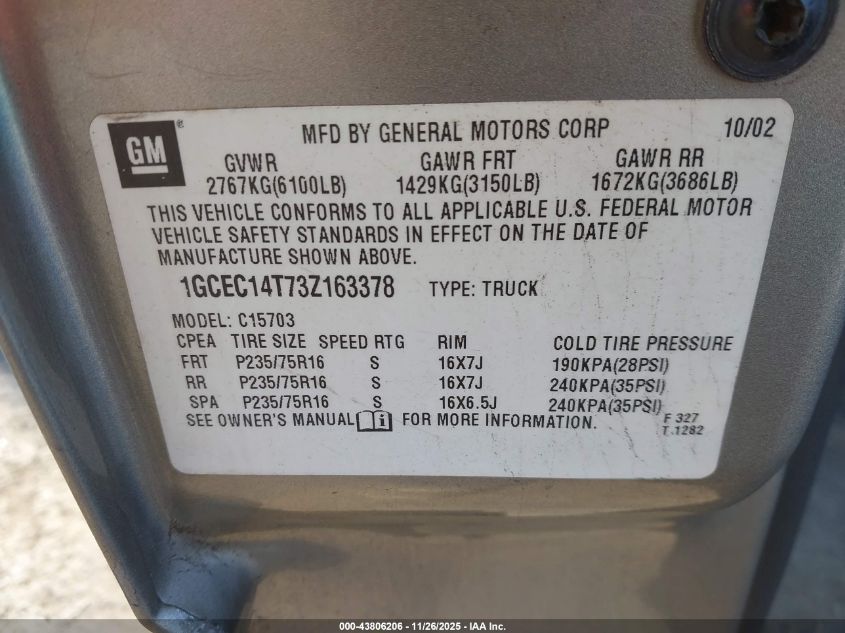 GM ®
MFD BY GENERAL MOTORS CORP 10/02
GVWR GAWR FRT GAWR RR
2767KG(6100LB) 1429KG(3150LB) 1672KG(3686LB)
THIS VEHICLE CONFORMS TO ALL APPLICABLE U.S. FEDERAL MOTOR
VEHICLE SAFETY STANDARDS IN EFFECT ON THE DATE OF
MANUFACTURE SHOWN ABOVE.
1GCEC14T73Z163378 TYPE: TRUCK
MODEL: C15703
CPEA TIRE SIZE SPEED RTG RIM COLD TIRE PRESSURE
FRT P235/75R16 S 16X7J 190KPA(28PSI)
RR P235/75R16 S 16X7J 240KPA(35PSI)
SPA P235/75R16 S 16X6.5J 240KPA(35PSI)
SEE OWNER'S MANUAL i FOR MORE INFORMATION.
F 327
T 1282
000-43806206 - 11/26/2025 - IAA Inc.